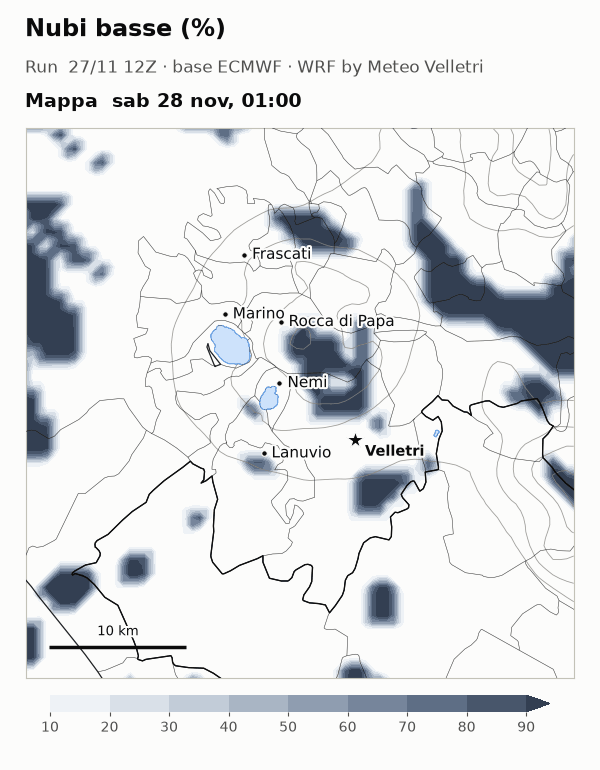 Nubi basse (%)
Run 27/11 12Z · base ECMWF · WRF by Meteo Velletri
Mappa sab 28 nov, 01:00
Frascati
Marino
Rocca di Papa
Nemi
Velletri
Lanuvio
10 km
10 20 30 40 50 60 70 80 90